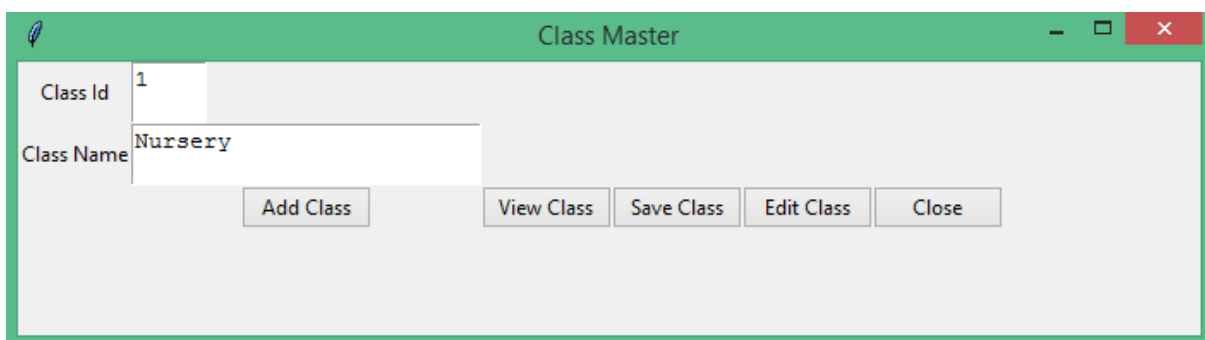 Class Master
Class Id 1
Class Name Nursery
Add Class View Class Save Class Edit Class Close